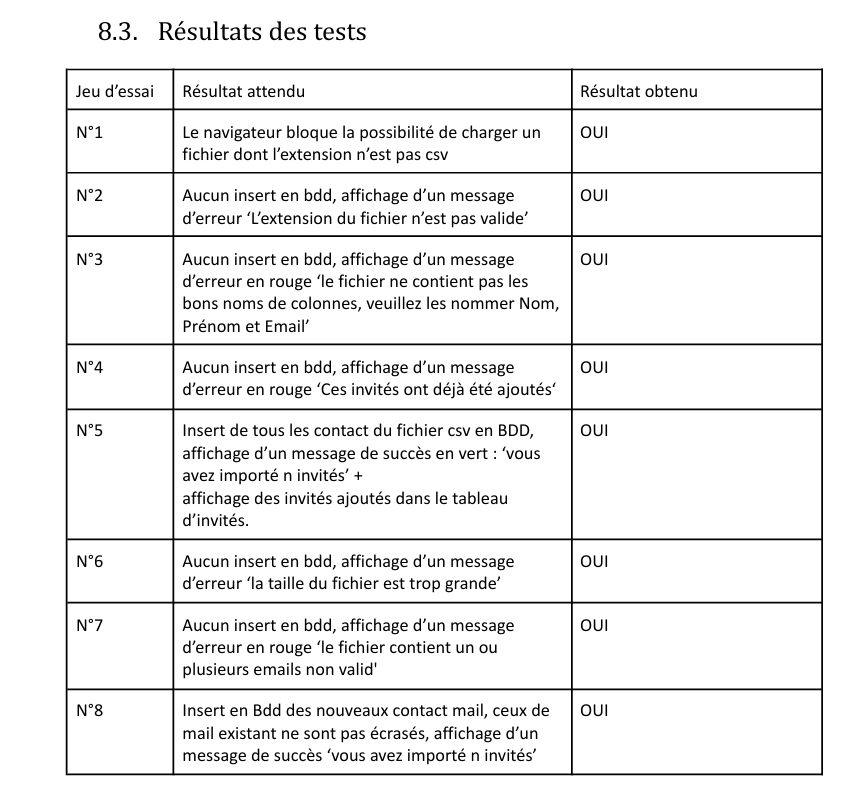 8.3. Résultats des tests
Jeu d’essai
Résultat attendu
Résultat obtenu
N°1
Le navigateur bloque la possibilité de charger un
fichier dont l’extension n’est pas csv
OUI
N°2
Aucun insert en bdd, affichage d’un message
d’erreur ‘L’extension du fichier n’est pas valide’
OUI
N°3
Aucun insert en bdd, affichage d’un message
d’erreur en rouge ‘le fichier ne contient pas les
bons noms de colonnes, veuillez les nommer Nom,
Prénom et Email’
OUI
N°4
Aucun insert en bdd, affichage d’un message
d’erreur en rouge ‘Ces invités ont déjà été ajoutés‘
OUI
N°5
Insert de tous les contact du fichier csv en BDD,
affichage d’un message de succès en vert : ‘vous
avez importé n invités’ +
affichage des invités ajoutés dans le tableau
d’invités.
OUI
N°6
Aucun insert en bdd, affichage d’un message
d’erreur ‘la taille du fichier est trop grande’
OUI
N°7
Aucun insert en bdd, affichage d’un message
d’erreur en rouge ‘le fichier contient un ou
plusieurs emails non valid'
OUI
N°8
Insert en Bdd des nouveaux contact mail, ceux de
mail existant ne sont pas écrasés, affichage d’un
message de succès ‘vous avez importé n invités’
OUI